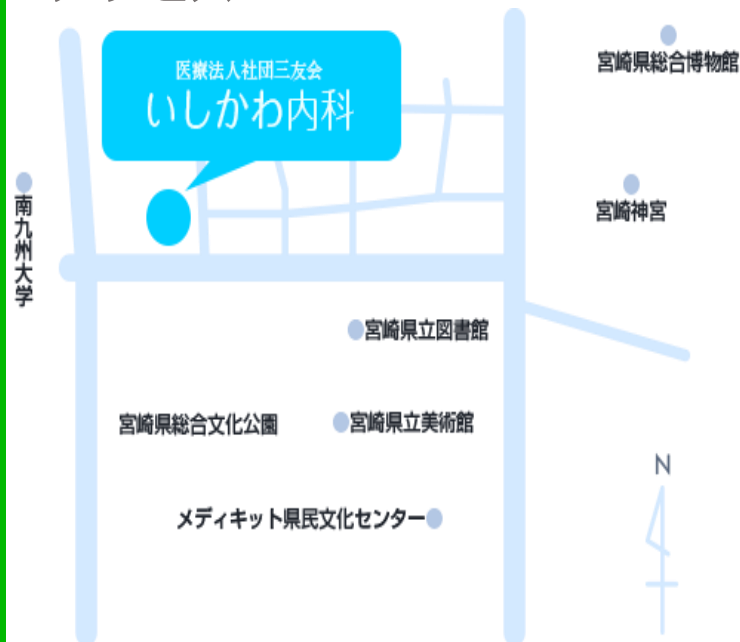 医療法人社団三友会
いしかわ内科
宮崎県総合博物館
宮崎神宮
南九州大学
宮崎県立図書館
宮崎県総合文化公園
宮崎県立美術館
メディキット県民文化センター
N